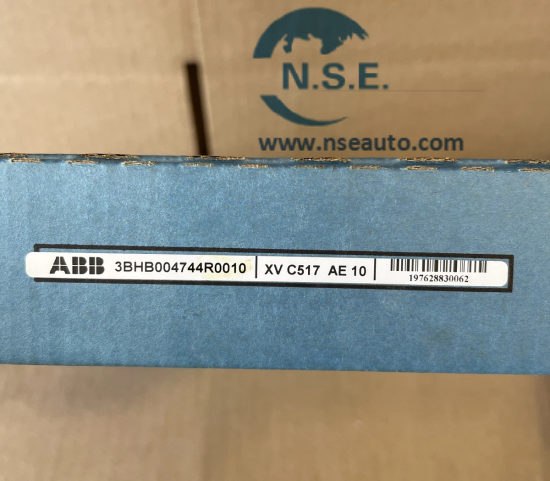 N.S.E.
www.nseauto.com
ABB 3BHB004744R0010 XV C517 AE 10
197628830062